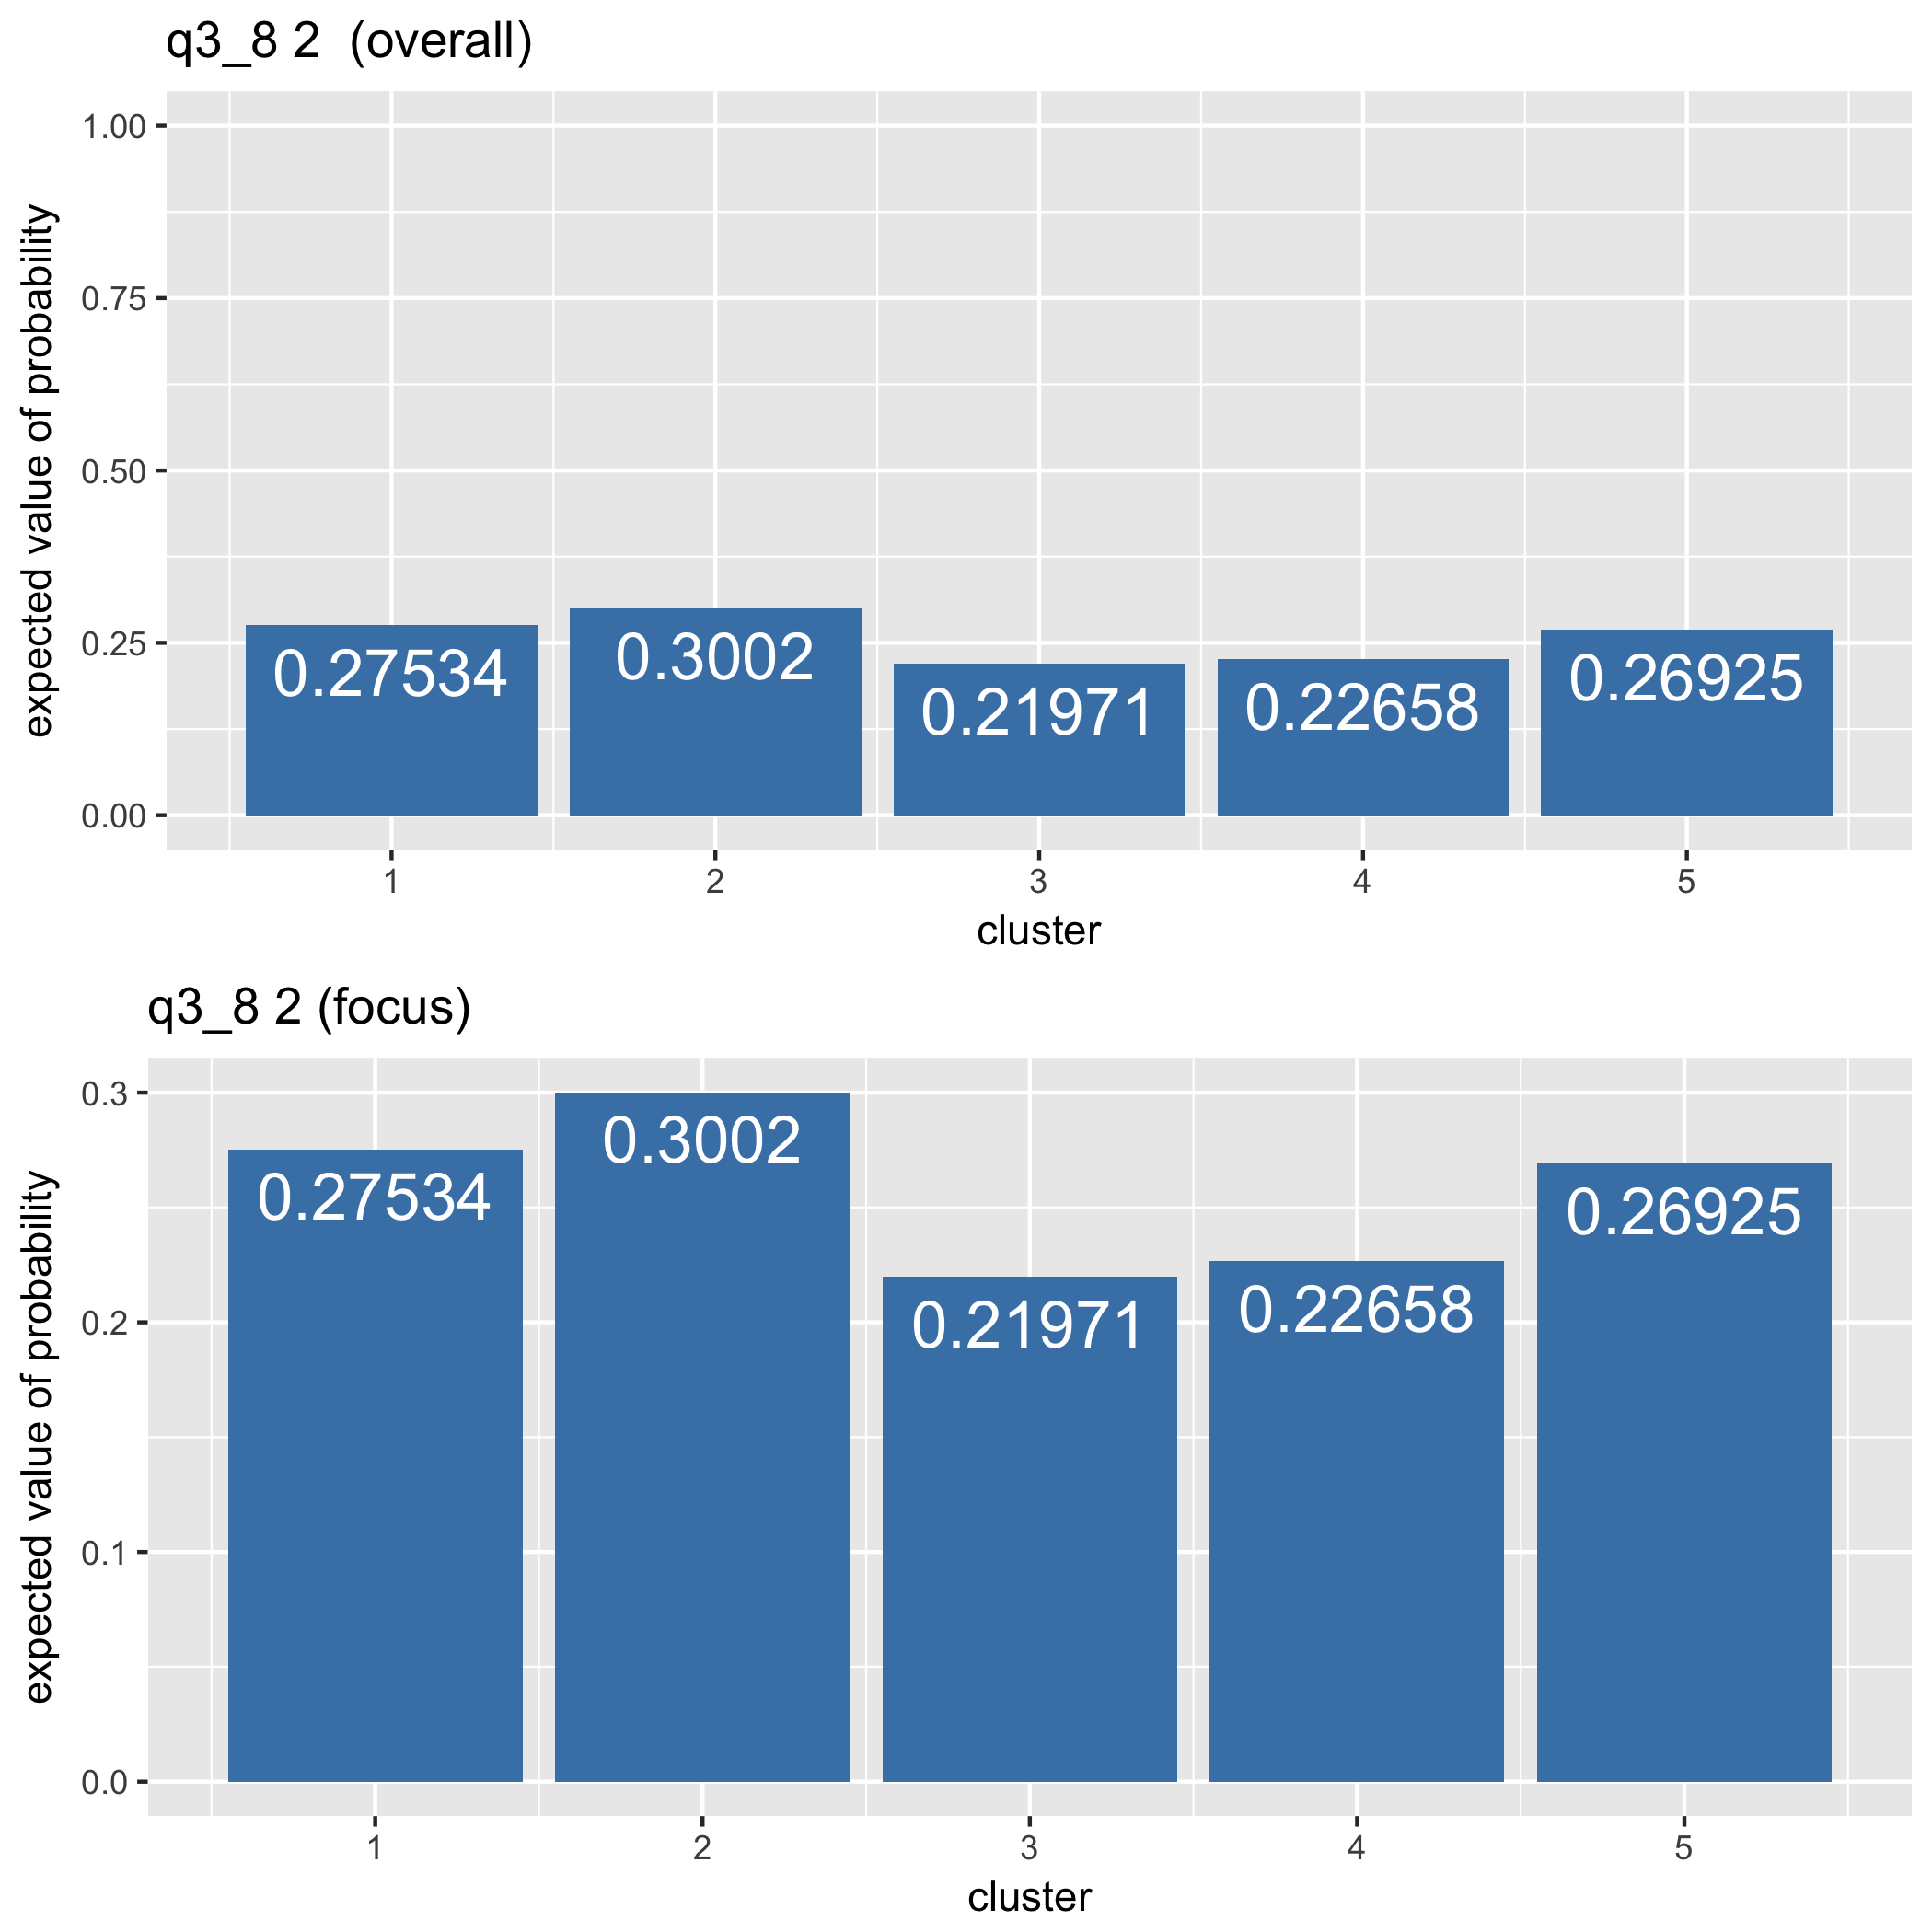 q3_8 2 (overall)
expected value of probability
1.00
0.75
0.50
0.25
0.00
0.27534
0.3002
0.21971
0.22658
0.26925
1 2 3 4 5
cluster
q3_8 2 (focus)
expected value of probability
0.3
0.2
0.1
0.0
0.27534
0.3002
0.21971
0.22658
0.26925
1 2 3 4 5
cluster